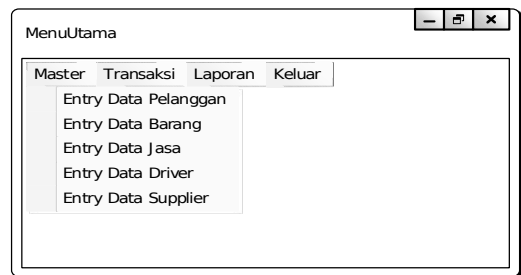 MenuUtama
Master Transaksi Laporan Keluar
Entry Data Pelanggan
Entry Data Barang
Entry Data Jasa
Entry Data Driver
Entry Data Supplier